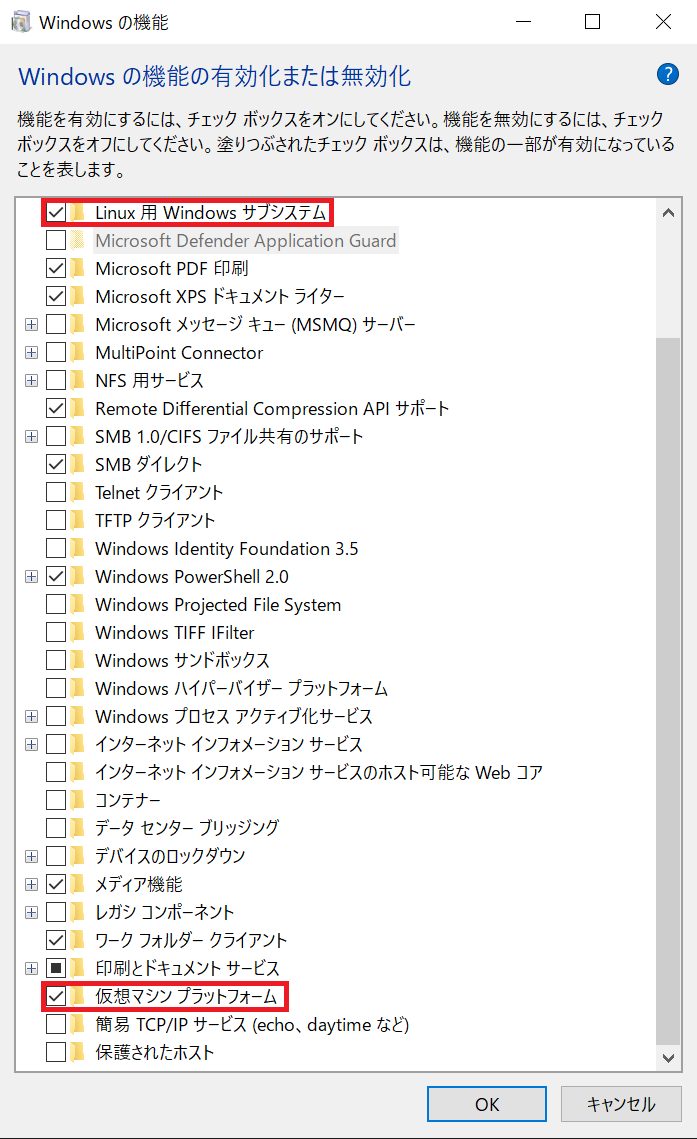 Windows の機能
Windows の機能の有効化または無効化
機能を有効にするには、チェック ボックスをオンにしてください。機能を無効にするには、チェック
ボックスをオフにしてください。塗りつぶされたチェック ボックスは、機能の一部が有効になっている
ことを表します。
Linux 用 Windows サブシステム
Microsoft Defender Application Guard
Microsoft PDF 印刷
Microsoft XPS ドキュメント ライター
Microsoft メッセージ キュー (MSMQ) サーバー
MultiPoint Connector
NFS 用サービス
Remote Differential Compression API サポート
SMB 1.0/CIFS ファイル共有のサポート
SMB ダイレクト
Telnet クライアント
TFTP クライアント
Windows Identity Foundation 3.5
Windows PowerShell 2.0
Windows Projected File System
Windows TIFF IFilter
Windows サンドボックス
Windows ハイパーバイザー プラットフォーム
Windows プロセス アクティブ化サービス
インターネット インフォメーション サービス
インターネット インフォメーション サービスのホスト可能な Web コア
コンテナー
データ センター ブリッジング
デバイスのロックダウン
メディア機能
レガシ コンポーネント
ワーク フォルダー クライアント
印刷とドキュメント サービス
仮想マシン プラットフォーム
簡易 TCP/IP サービス (echo、daytime など)
保護されたホスト
OK
キャンセル